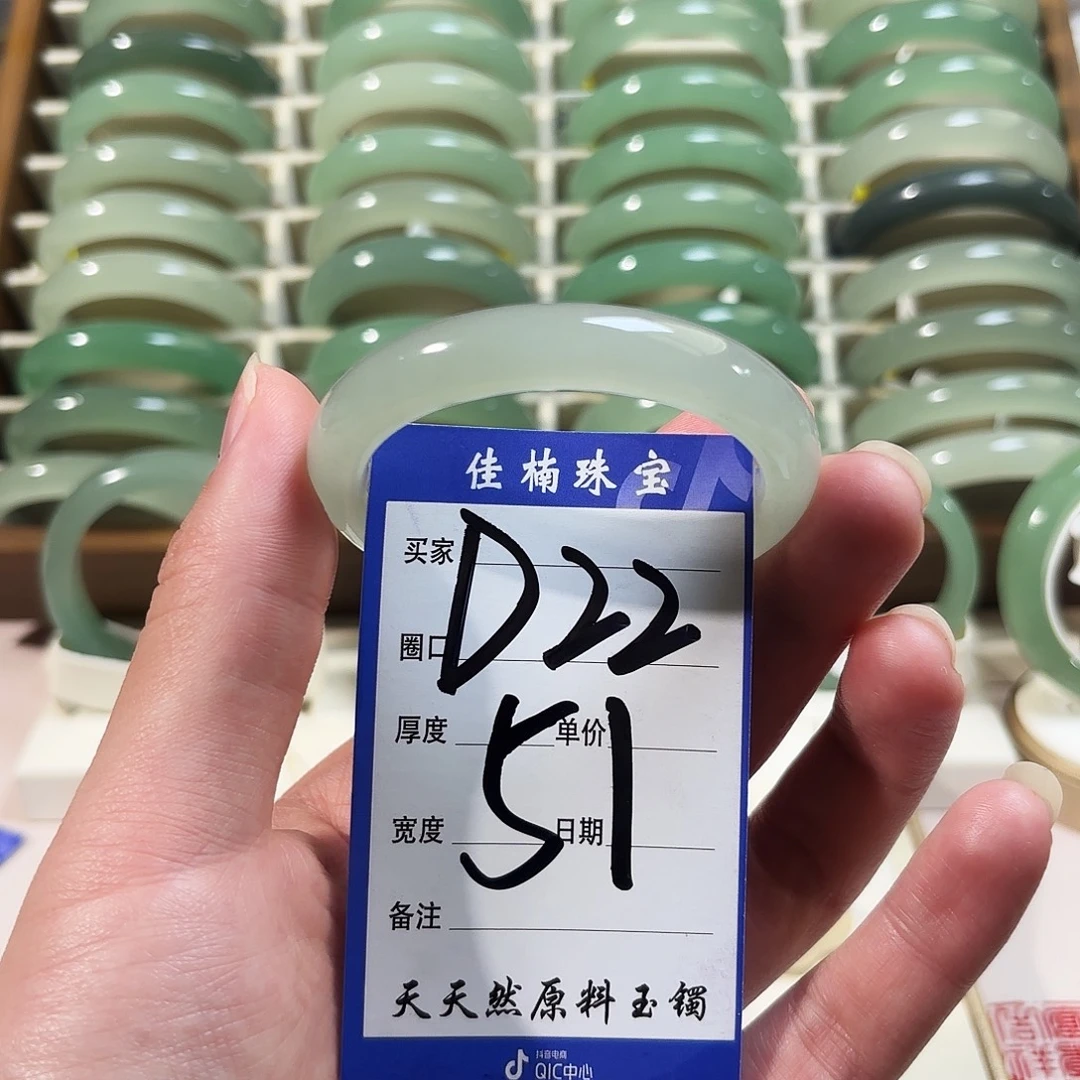 佳楠珠宝
买家 D22
圈口
厚度 单价
51
宽度 日期
备注
天天然原料玉镯
抖音电商
QIC中心